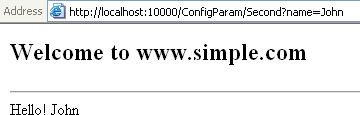 Address http://localhost:10000/ConfigParam/Second?name=John
Welcome to www.simple.com
Hello! John